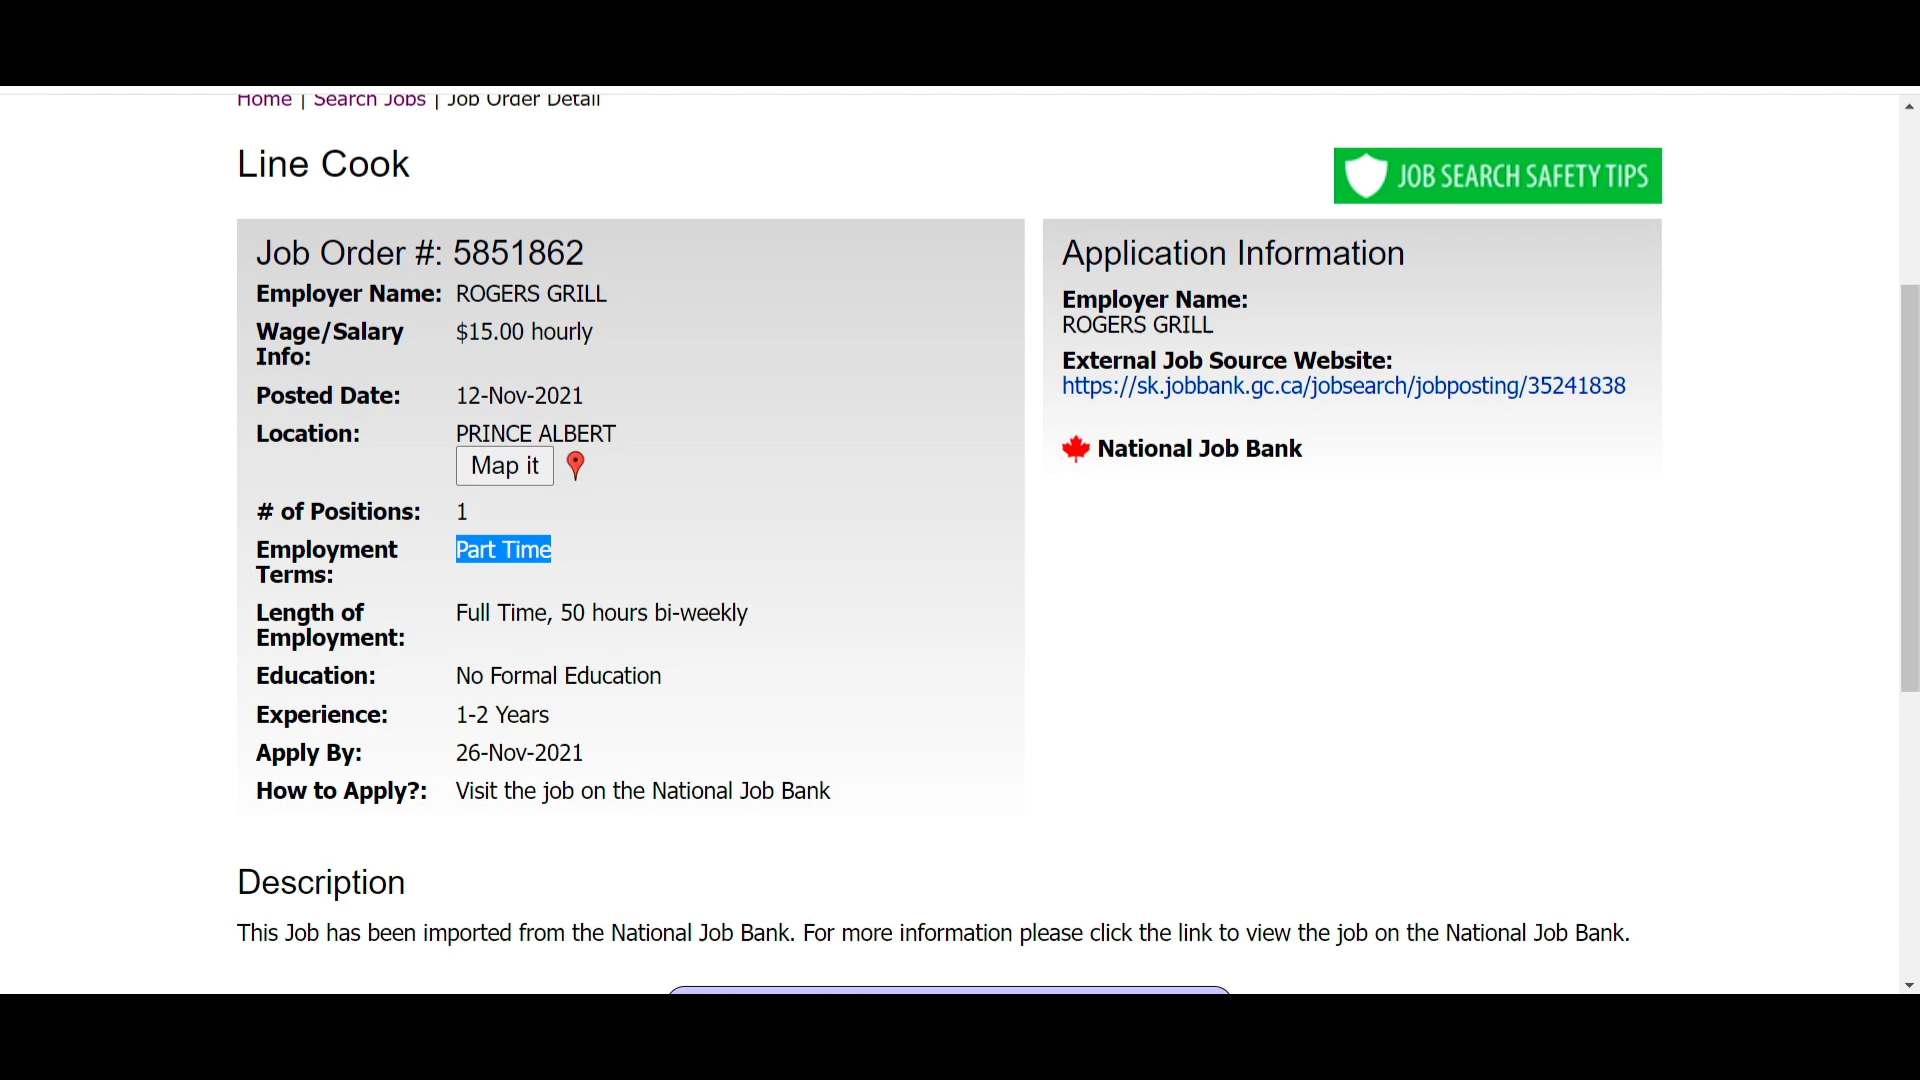 Home | Search Jobs | Job Order Detail
Line Cook
JOB SEARCH SAFETY TIPS
Job Order #: 5851862
Employer Name: ROGERS GRILL
Wage/Salary Info: $15.00 hourly
Posted Date: 12-Nov-2021
Location: PRINCE ALBERT
Map it
# of Positions: 1
Employment Terms: Part Time
Length of Employment: Full Time, 50 hours bi-weekly
Education: No Formal Education
Experience: 1-2 Years
Apply By: 26-Nov-2021
How to Apply?: Visit the job on the National Job Bank
Application Information
Employer Name:
ROGERS GRILL
External Job Source Website:
https://sk.jobbank.gc.ca/jobsearch/jobposting/35241838
National Job Bank
Description
This Job has been imported from the National Job Bank. For more information please click the link to view the job on the National Job Bank.